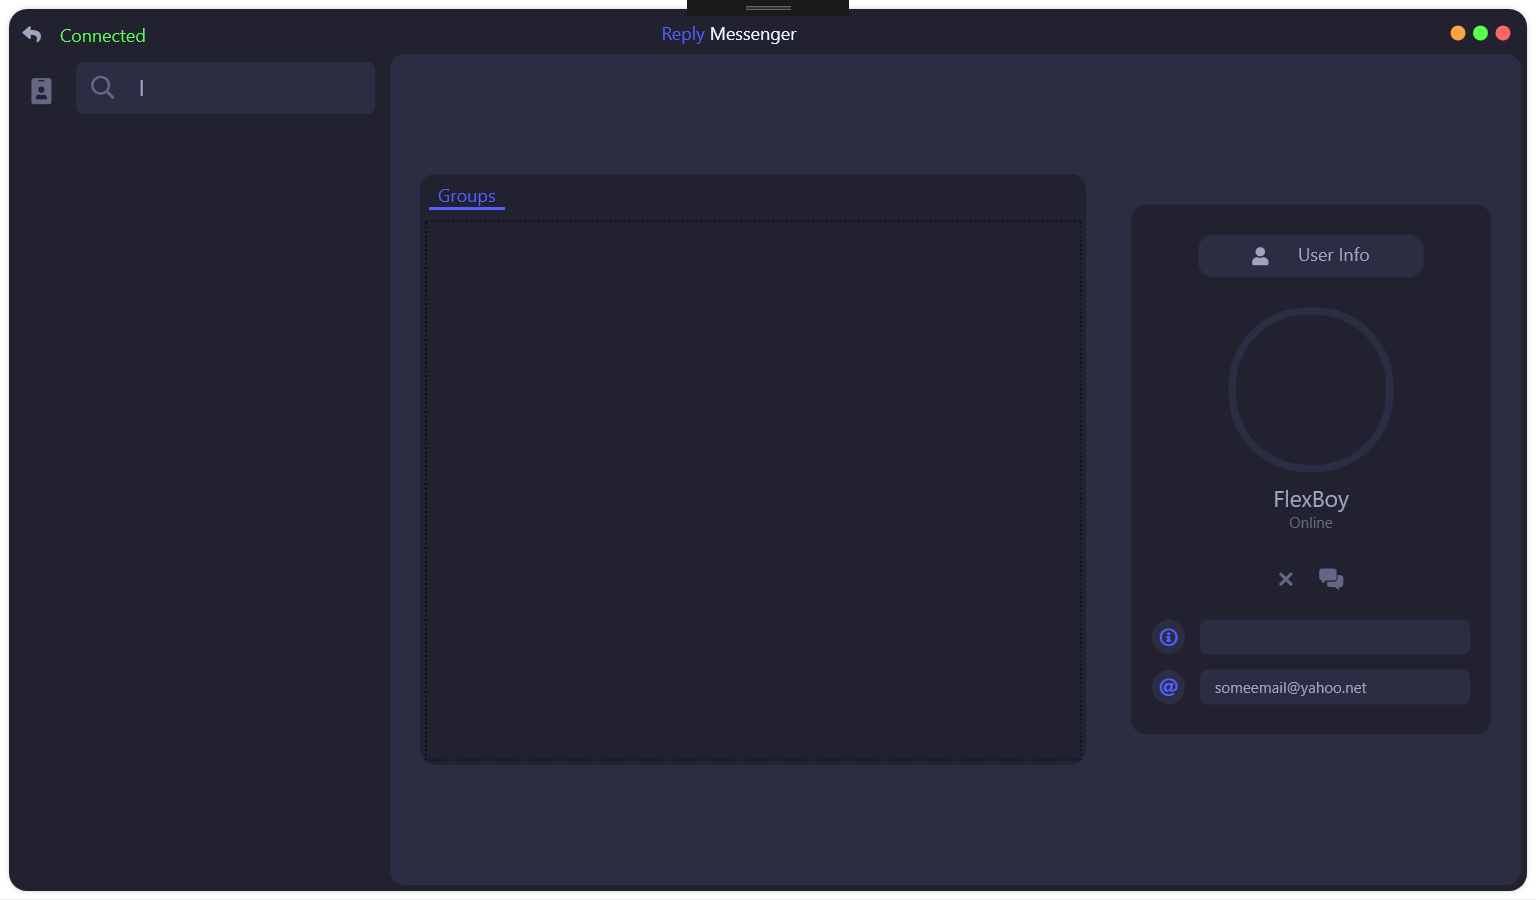 Connected
Reply Messenger
Groups
User Info
FlexBoy
Online
someemail@yahoo.net